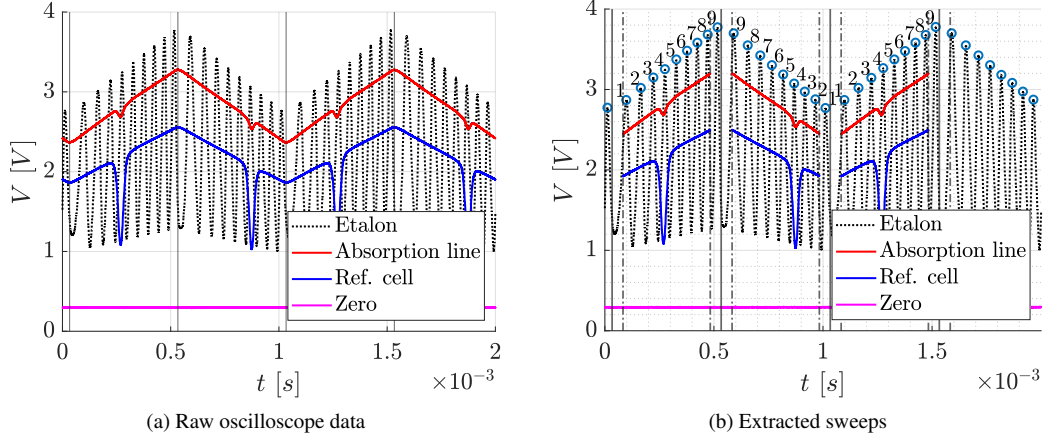 4
3
2
1
0
V [V]
0
0.5
1
1.5
2
t [s]
×10⁻³
Etalon
Absorption line
Ref. cell
Zero
(a) Raw oscilloscope data
4
3
2
1
0
V [V]
1 2 3 4 5 6 7 8 9
9 8 7 6 5 4 3 2 1
1 2 3 4 5 6 7 8 9
0
0.5
1
1.5
t [s]
×10⁻³
Etalon
Absorption line
Ref. cell
Zero
(b) Extracted sweeps